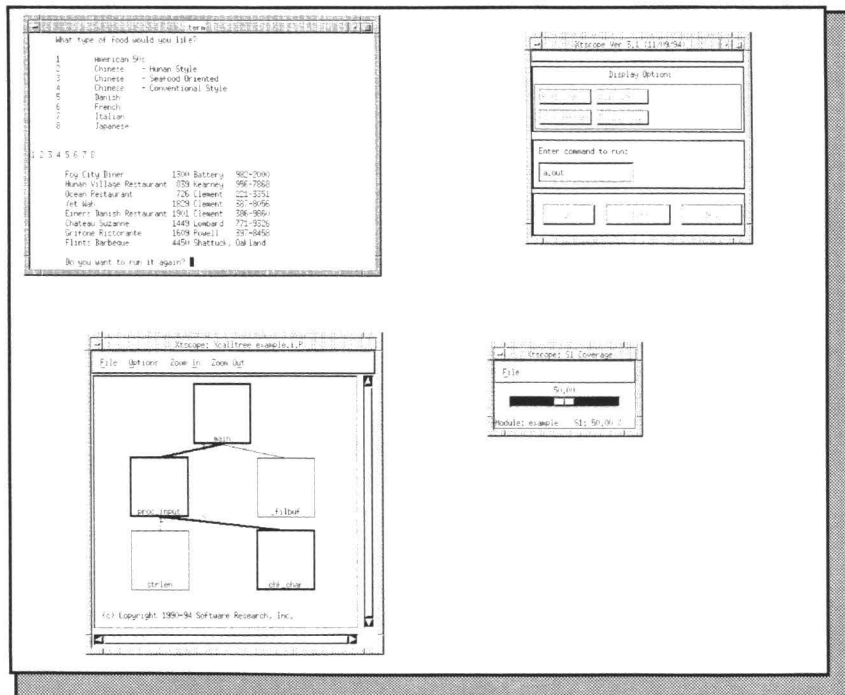 term
What type of food would you like?
1 American 50s
2 Chinese - Hunan Style
3 Chinese - Seafood Oriented
4 Chinese - Conventional Style
5 Danish
6 French
7 Italian
8 Japanese
1 2 3 4 5 6 7 8
Fog City Diner 1300 Battery 982-2000
Hunan Village Restaurant 839 Kearney 956-7868
Ocean Restaurant 726 Clement 221-3351
Yet Wah 1829 Clement 387-8056
Einers Danish Restaurant 1901 Clement 386-9860
Chateau Suzanne 1449 Lombard 771-9326
Grifone Ristorante 1609 Powell 397-8458
Flints Barbeque 4450 Shattuck, Oakland
Do you want to run it again?
Xtscope Ver 3.1 (11/09/94)
Display Options
Enter command to run:
a.out
Xtscope: Xcalltree example.i.P
File Options Zoom In Zoom Out
main
proc_input _filbuf
strlen chk_char
(c) Copyright 1990-94 Software Research, Inc.
Xtscope: S1 Coverage
File
50.00
Module: example S1: 50.00 %